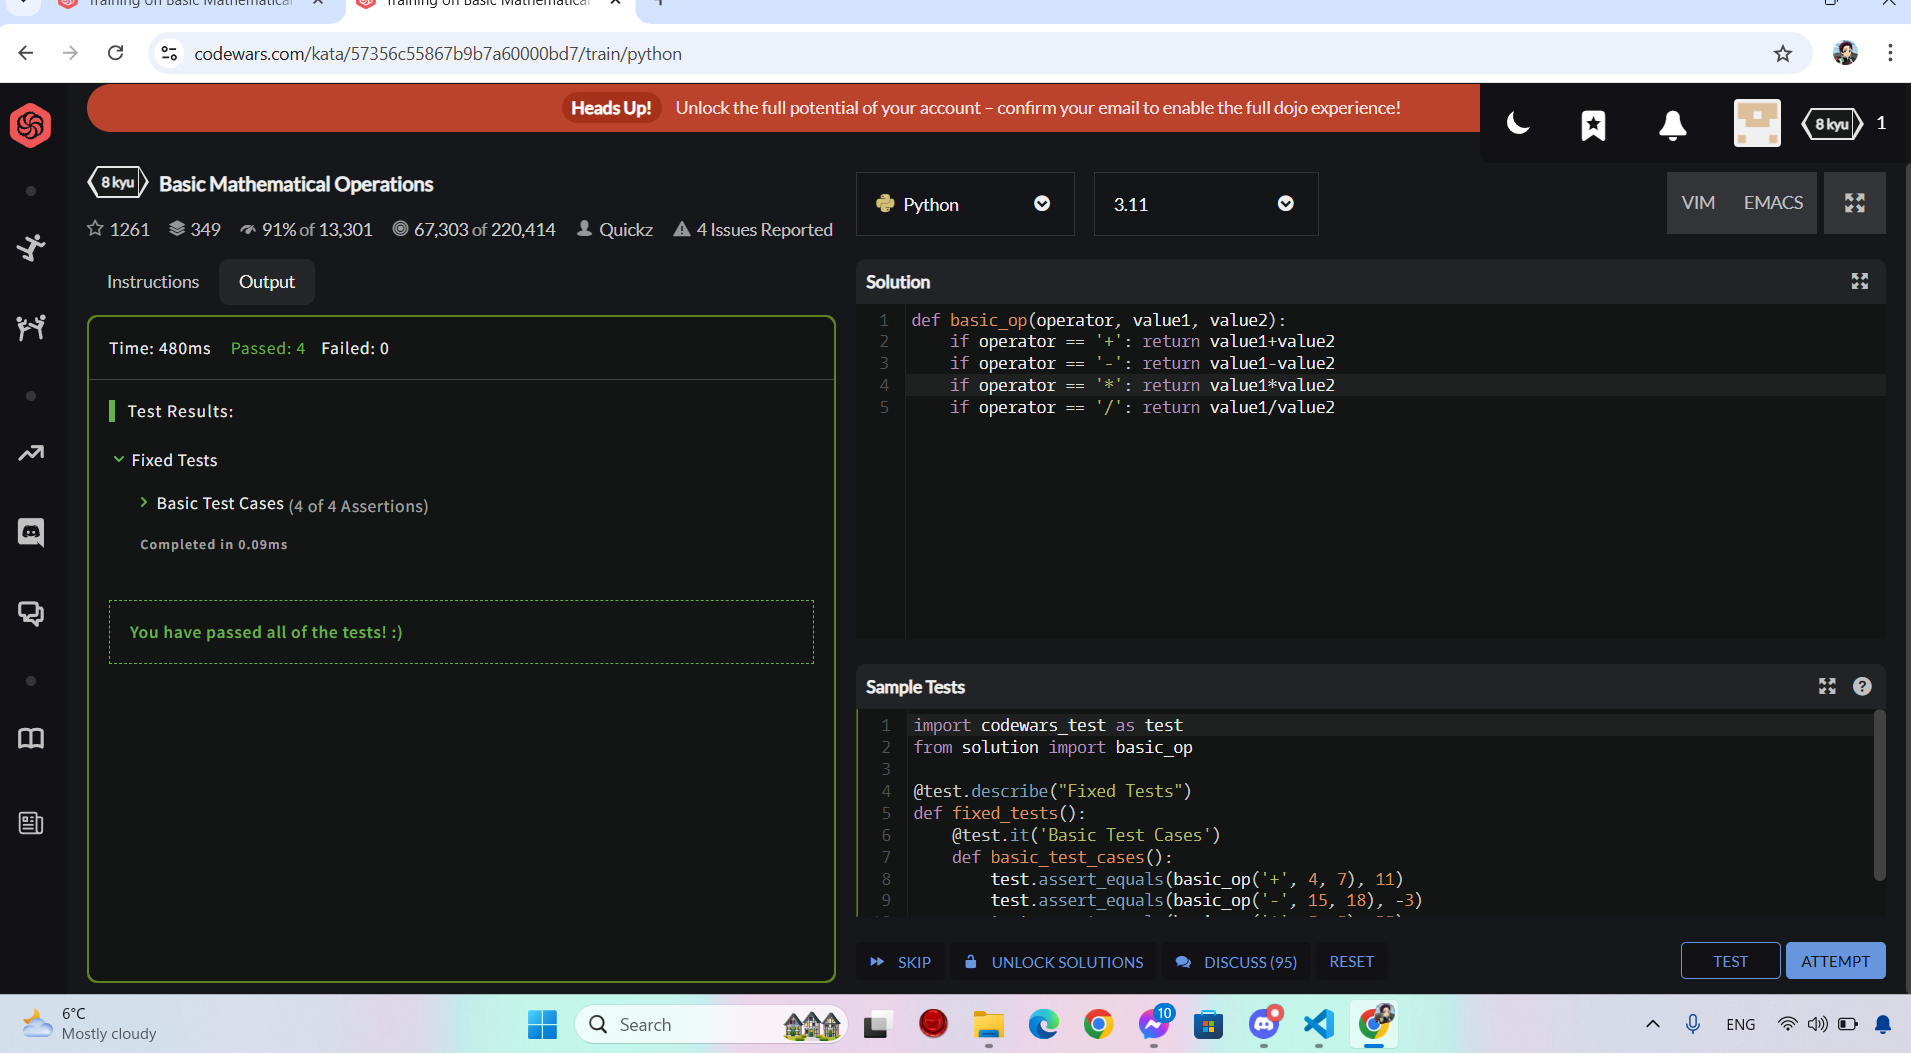 Training on Basic Mathematical
Training on Basic Mathematical
codewars.com/kata/57356c55867b9b7a60000bd7/train/python
Heads Up! Unlock the full potential of your account – confirm your email to enable the full dojo experience!
8 kyu 1
8 kyu Basic Mathematical Operations
1261 349 91% of 13,301 67,303 of 220,414 Quickz 4 Issues Reported
Python
3.11
VIM EMACS
Instructions Output
Time: 480ms Passed: 4 Failed: 0
Test Results:
Fixed Tests
Basic Test Cases (4 of 4 Assertions)
Completed in 0.09ms
You have passed all of the tests! :)
Solution
1 def basic_op(operator, value1, value2):
2     if operator == '+': return value1+value2
3     if operator == '-': return value1-value2
4     if operator == '*': return value1*value2
5     if operator == '/': return value1/value2
Sample Tests
1 import codewars_test as test
2 from solution import basic_op
3
4 @test.describe("Fixed Tests")
5 def fixed_tests():
6     @test.it('Basic Test Cases')
7     def basic_test_cases():
8         test.assert_equals(basic_op('+', 4, 7), 11)
9         test.assert_equals(basic_op('-', 15, 18), -3)
SKIP UNLOCK SOLUTIONS DISCUSS (95) RESET
TEST ATTEMPT
6°C
Mostly cloudy
Search
10
ENG